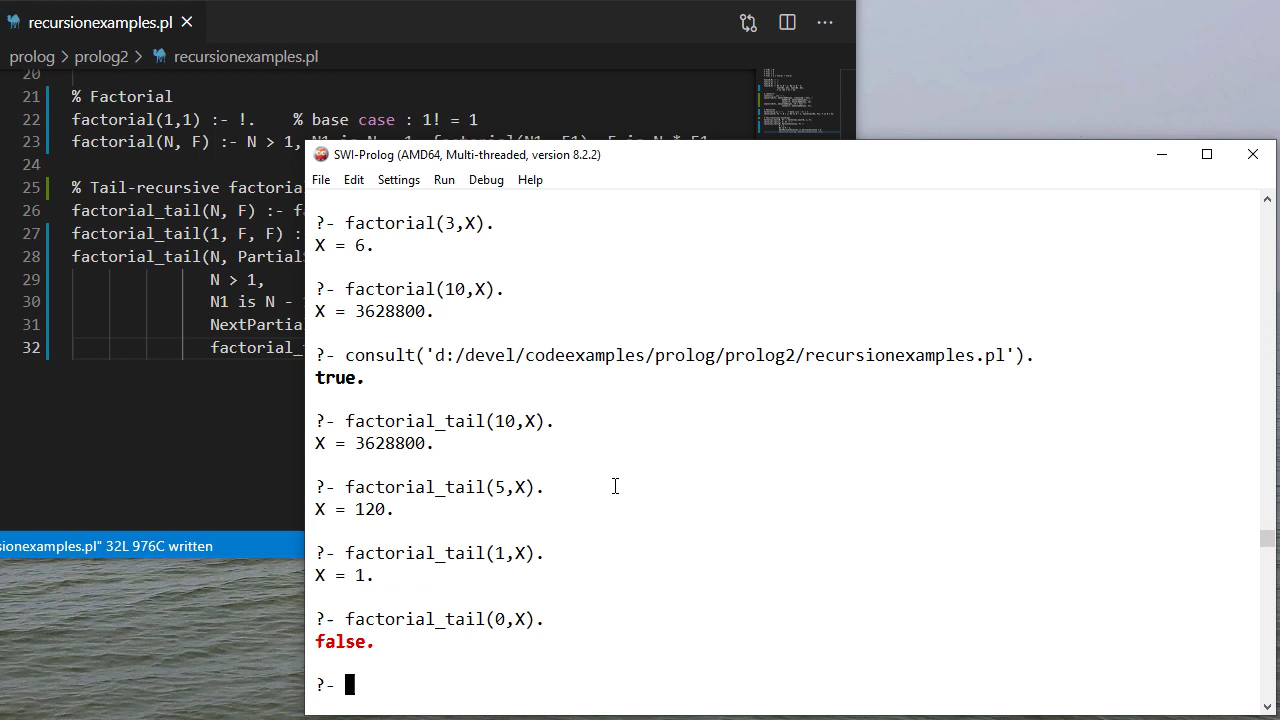 recursionexamples.pl
prolog > prolog2 > recursionexamples.pl
20
21 % Factorial
22 factorial(1,1) :- !. % base case : 1! = 1
23 factorial(N, F) :- N > 1,
24
25 % Tail-recursive factoria
26 factorial_tail(N, F) :- f
27 factorial_tail(1, F, F) :
28 factorial_tail(N, Partial
29 N > 1,
30 N1 is N -
31 NextPartia
32 factorial_
sionexamples.pl" 32L 976C written
SWI-Prolog (AMD64, Multi-threaded, version 8.2.2)
File Edit Settings Run Debug Help
?- factorial(3,X).
X = 6.
?- factorial(10,X).
X = 3628800.
?- consult('d:/devel/codeexamples/prolog/prolog2/recursionexamples.pl').
true.
?- factorial_tail(10,X).
X = 3628800.
?- factorial_tail(5,X).
X = 120.
?- factorial_tail(1,X).
X = 1.
?- factorial_tail(0,X).
false.
?-